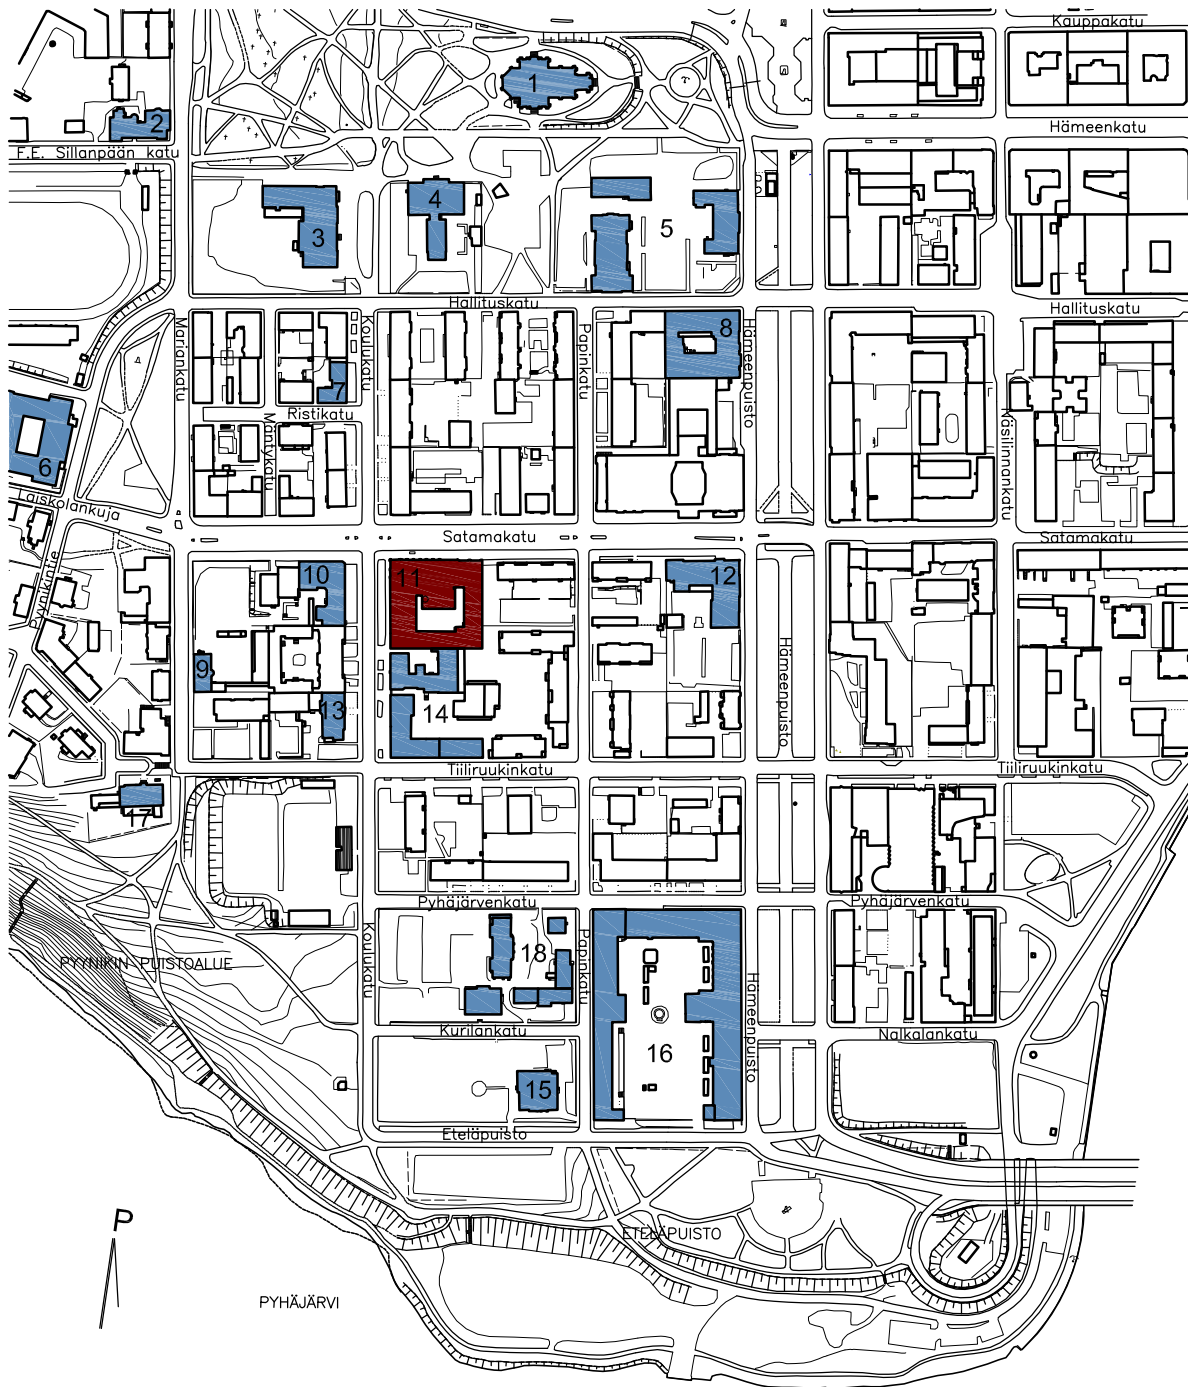 Kauppakatu
1
2
Hämeenkatu
F.E. Sillanpään katu
3
4
5
Hallituskatu
Hallituskatu
Mariankatu
Koulukatu
Papinkatu
8
Hämeenpuisto
7
Ristikatu
Mäntykatu
Näsilinnankatu
6
Laiskolankuja
Satamakatu
Satamakatu
Pyynikintie
10
11
12
9
13
14
Hämeenpuisto
Tiiliruukinkatu
Tiiliruukinkatu
17
Pyhäjärvenkatu
Pyhäjärvenkatu
Koulukatu
18
Papinkatu
Hämeenpuisto
PYYNIKIN PUISTOALUE
Kurilankatu
Nalkalankatu
16
15
Eteläpuisto
P
ETELÄPUISTO
PYHÄJÄRVI